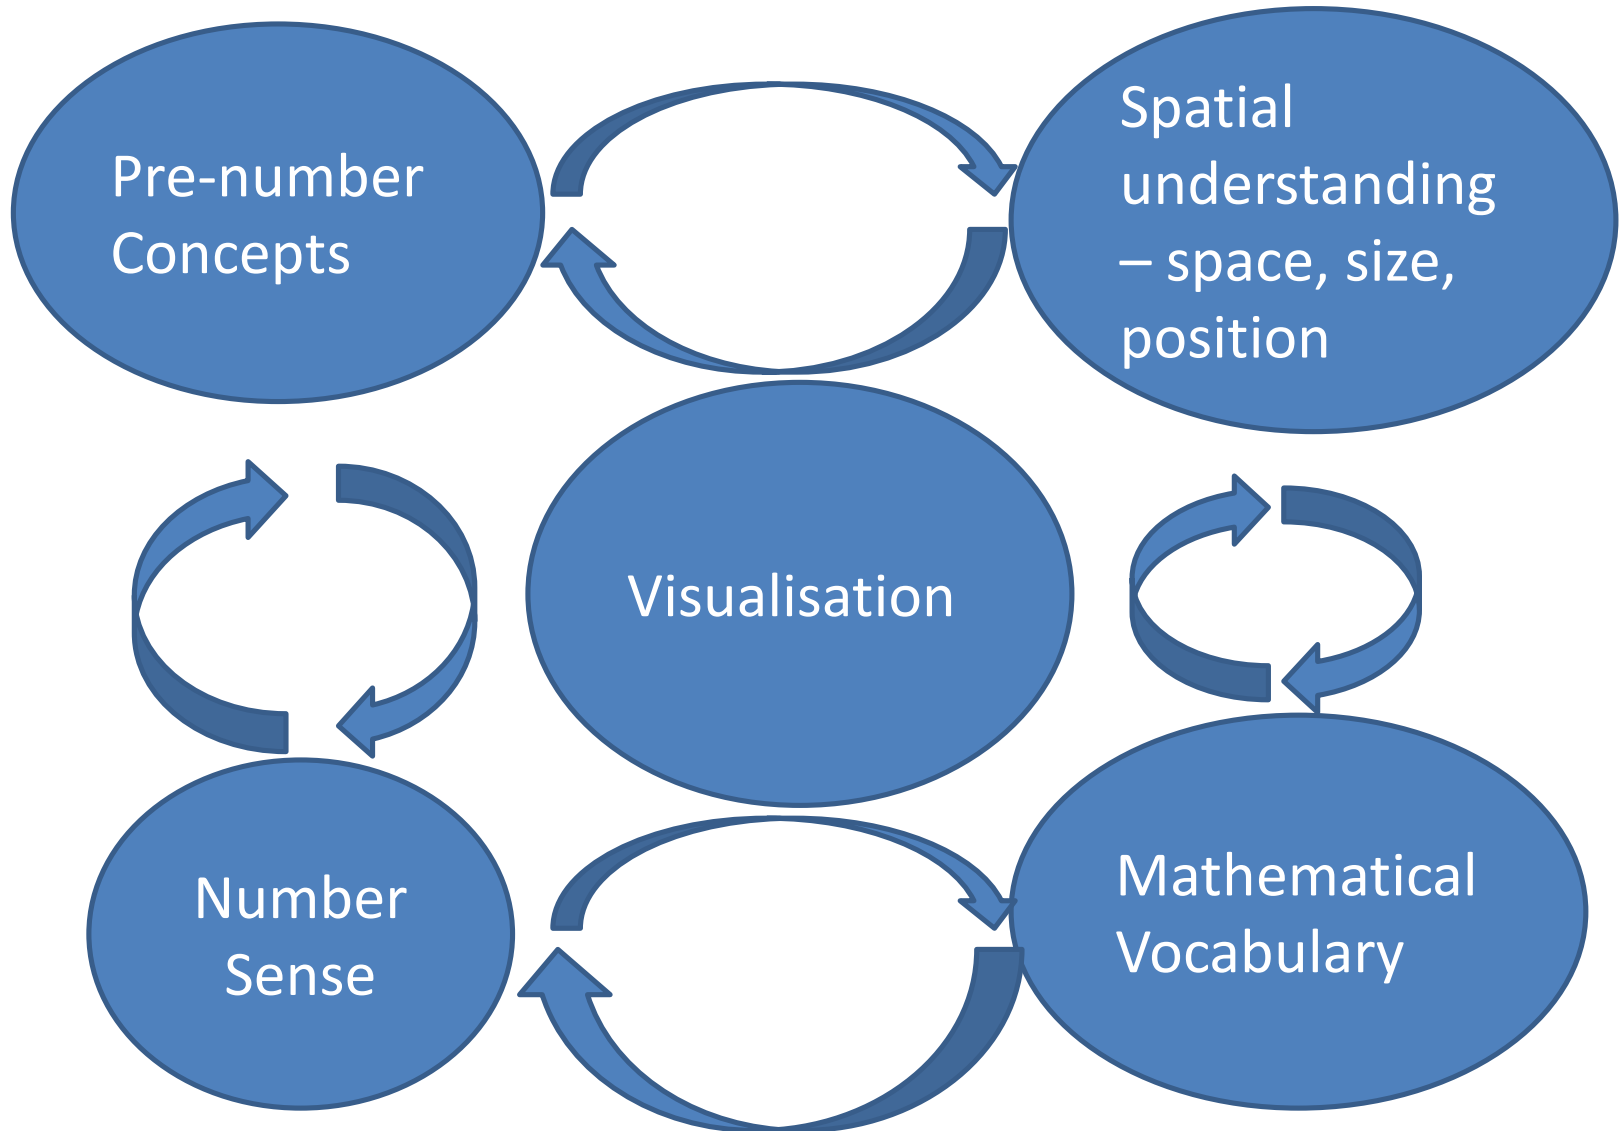 Pre-number
Concepts
Spatial
understanding
– space, size,
position
Visualisation
Number
Sense
Mathematical
Vocabulary